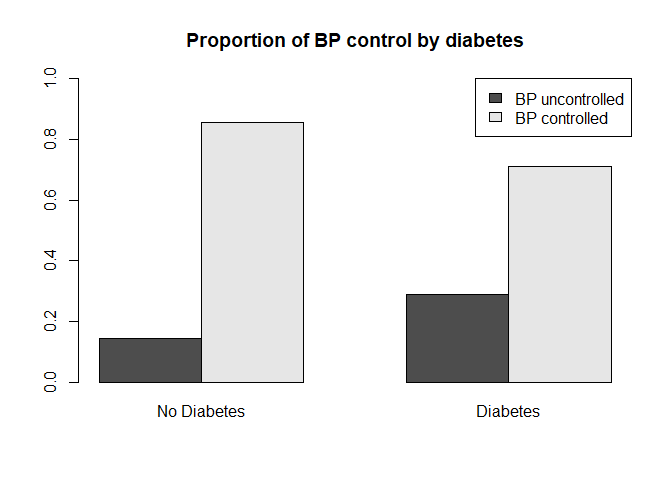 Proportion of BP control by diabetes
1.0
0.8
0.6
0.4
0.2
0.0
BP uncontrolled
BP controlled
No Diabetes
Diabetes